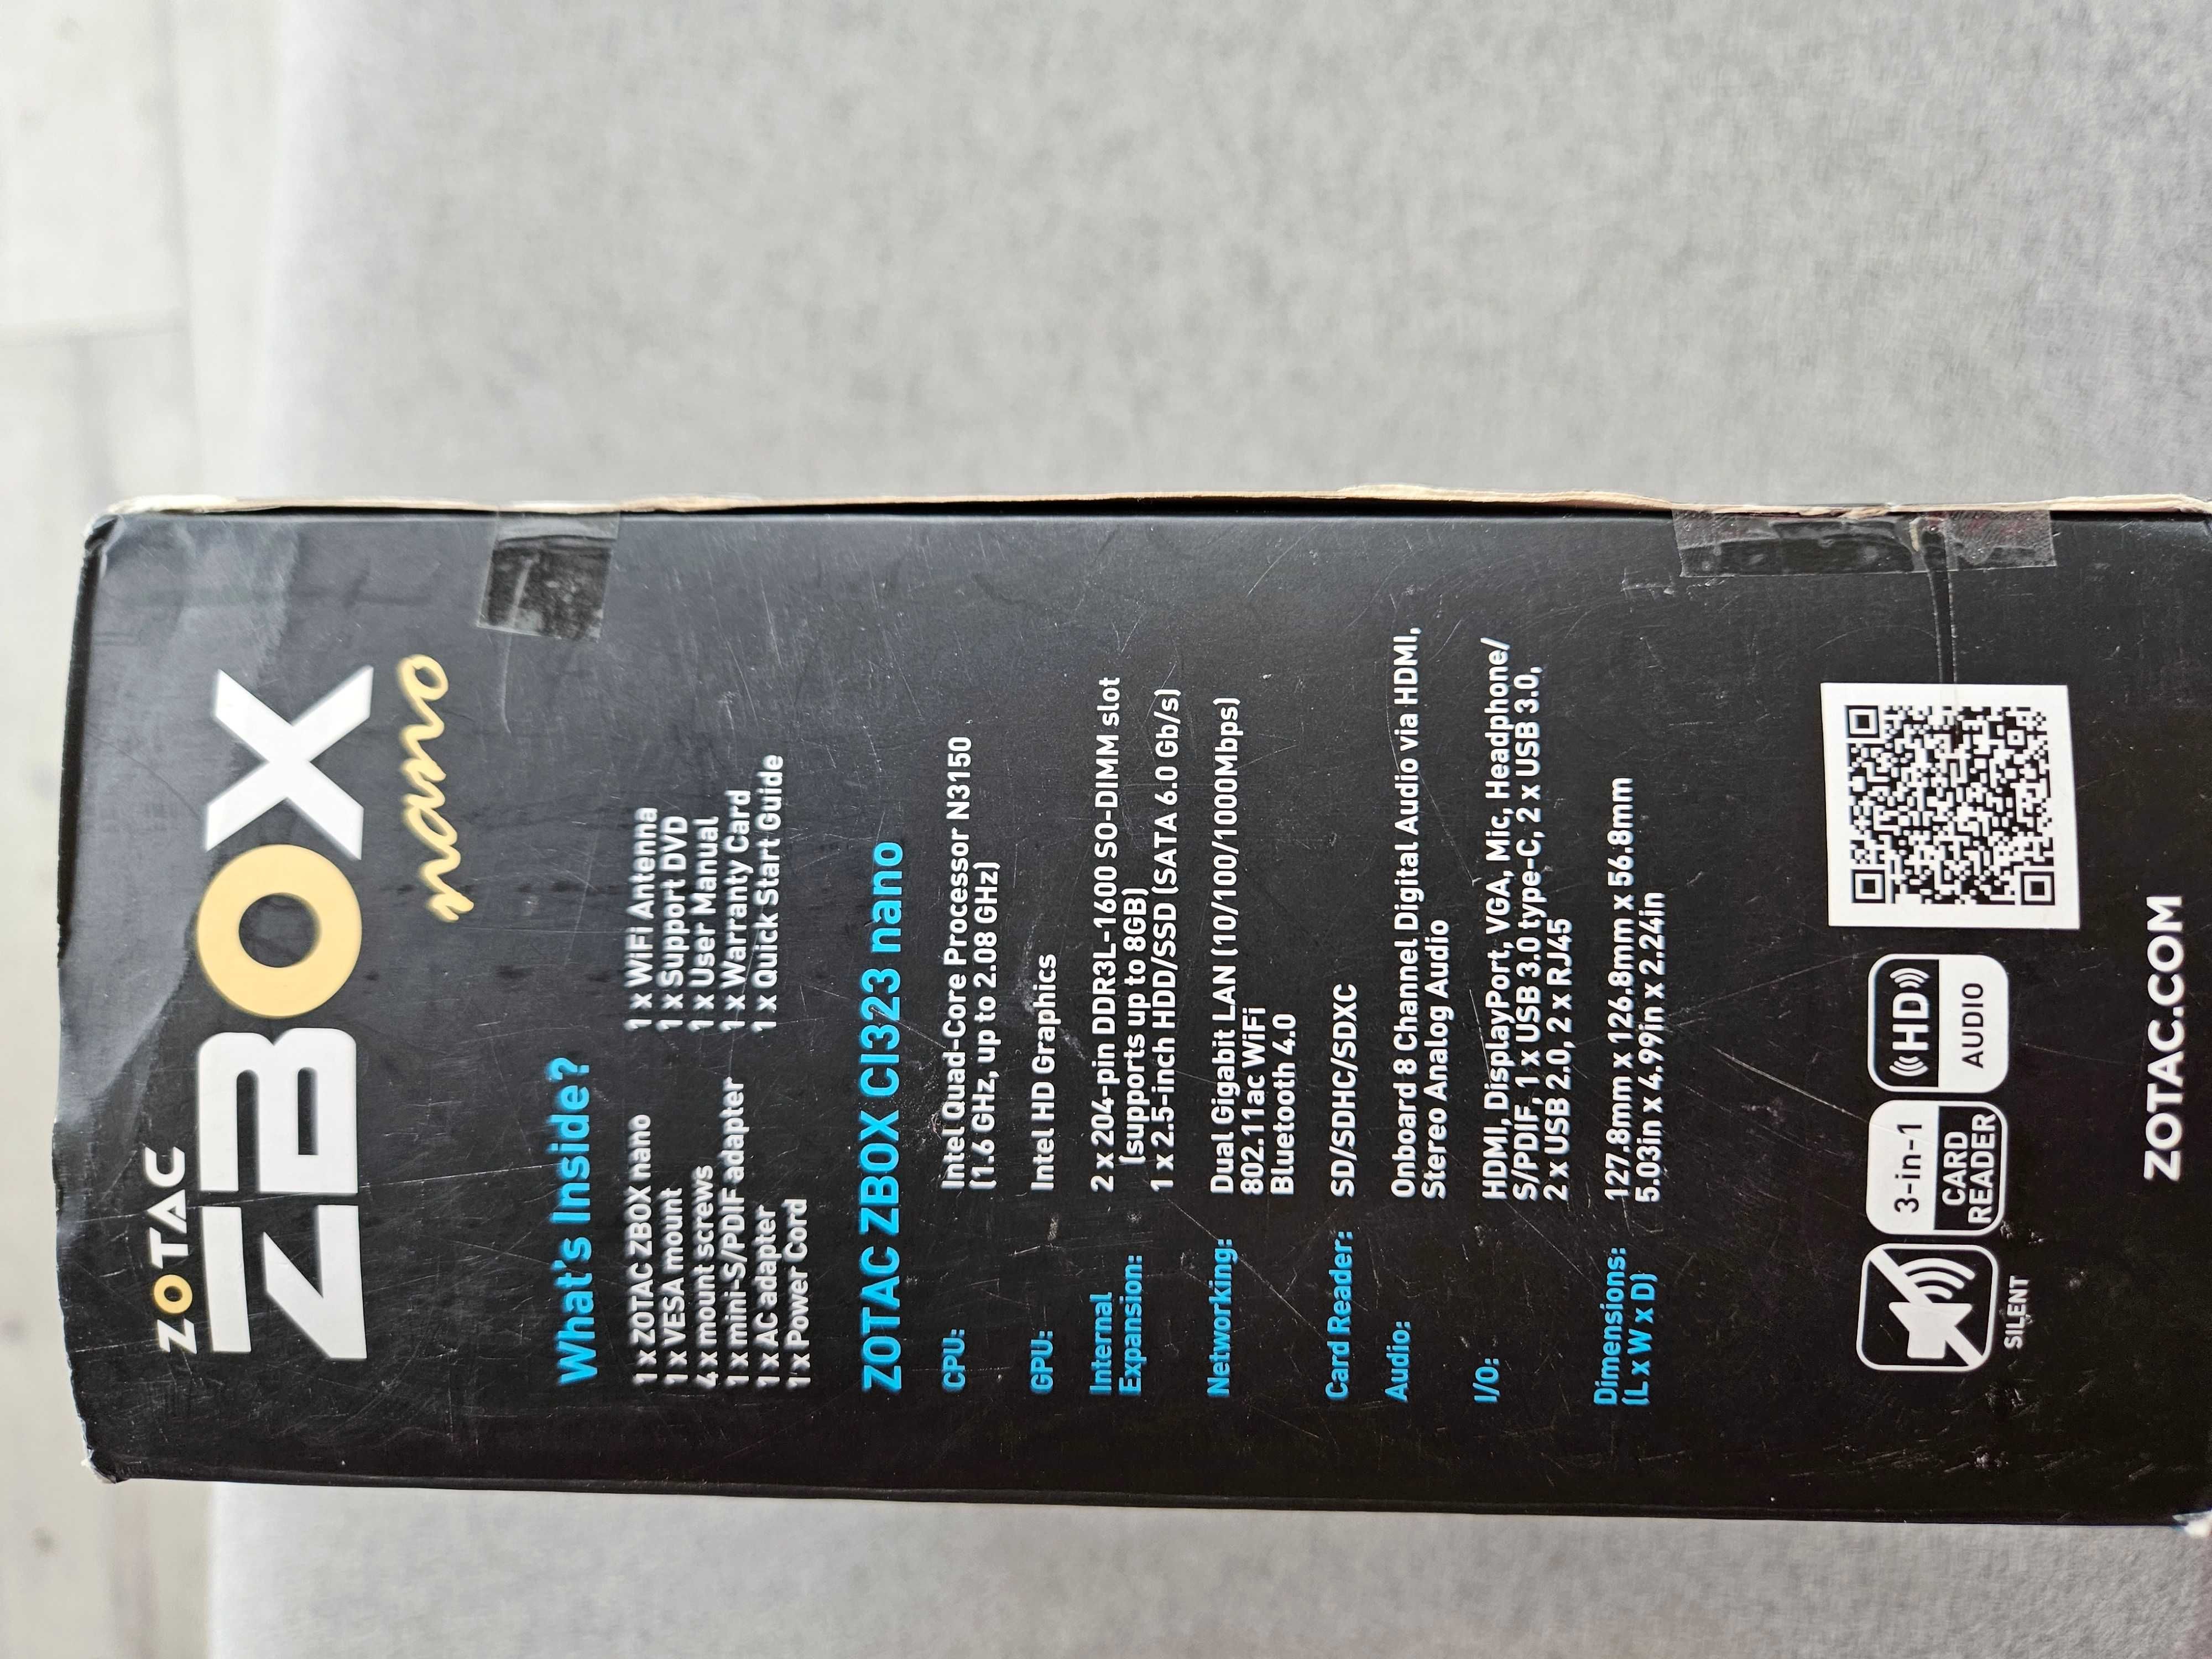 ZOTAC
ZBOX
nano
What's Inside?
1 x ZOTAC ZBOX nano
1 x VESA mount
4 x mount screws
1 x mini-S/PDIF adapter
1 x AC adapter
1 x Power Cord
1 x WiFi Antenna
1 x Support DVD
1 x User Manual
1 x Warranty Card
1 x Quick Start Guide
ZOTAC ZBOX CI323 nano
CPU: Intel Quad-Core Processor N3150
(1.6 GHz, up to 2.08 GHz)
GPU: Intel HD Graphics
Internal 2 x 204-pin DDR3L-1600 SO-DIMM slot
Expansion: (supports up to 8GB)
1 x 2.5-inch HDD/SSD (SATA 6.0 Gb/s)
Networking: Dual Gigabit LAN (10/100/1000Mbps)
802.11ac WiFi
Bluetooth 4.0
Card Reader: SD/SDHC/SDXC
Audio: Onboard 8 Channel Digital Audio via HDMI,
Stereo Analog Audio
I/O: HDMI, DisplayPort, VGA, Mic, Headphone/
S/PDIF, 1 x USB 3.0 type-C, 2 x USB 3.0,
2 x USB 2.0, 2 x RJ45
Dimensions: 127.8mm x 126.8mm x 56.8mm
(L x W x D) 5.03in x 4.99in x 2.24in
SILENT
3-in-1
CARD
READER
HD
AUDIO
ZOTAC.COM